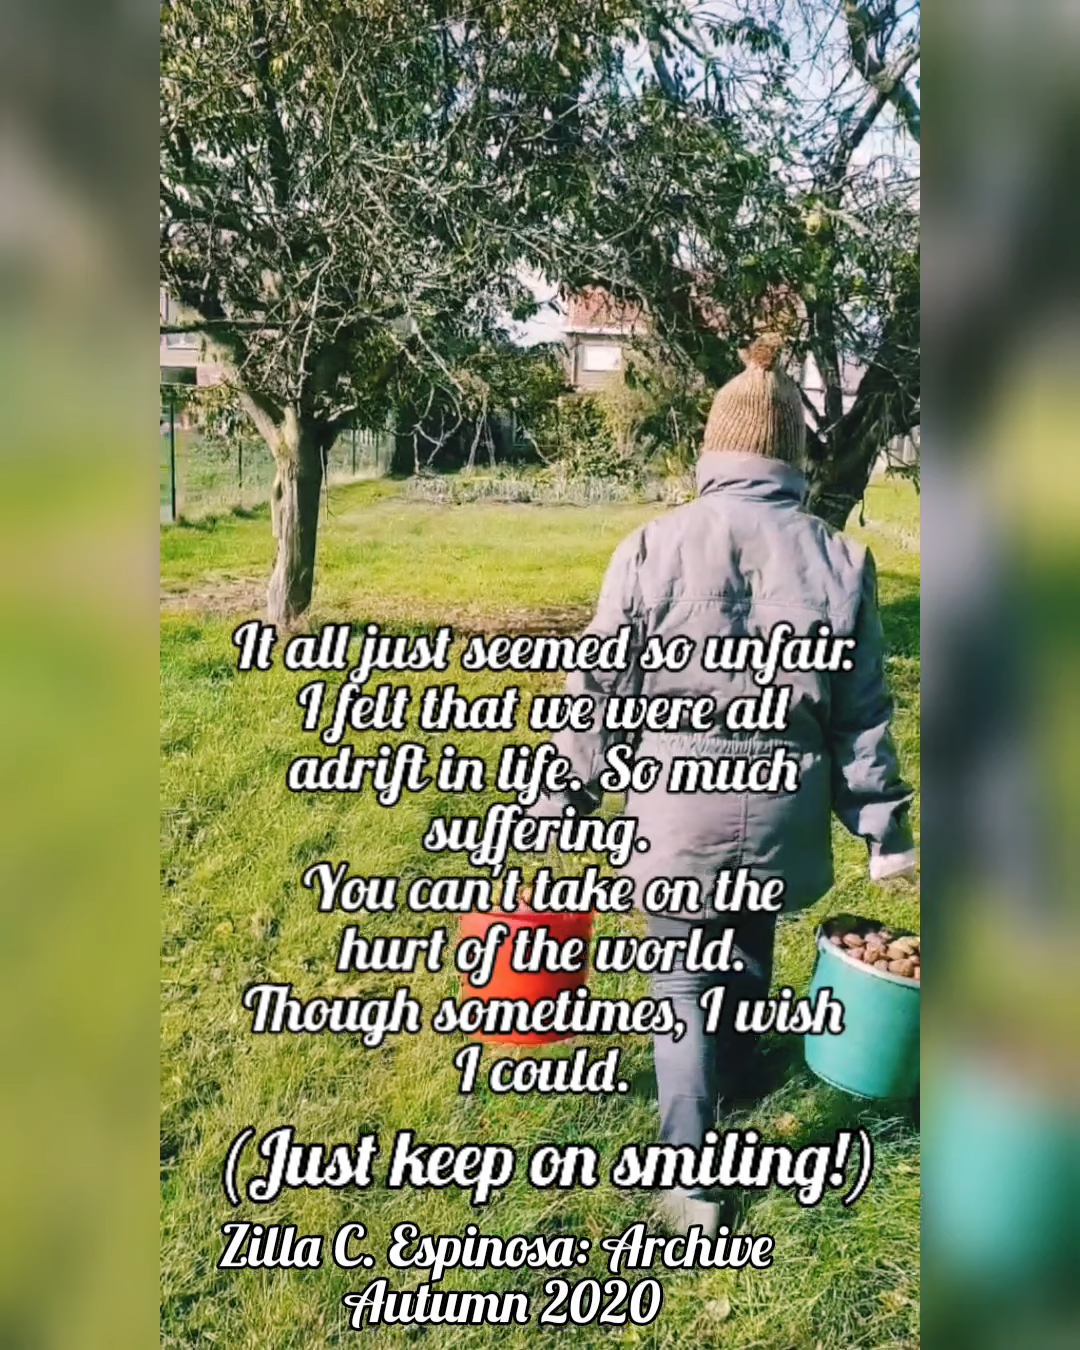 It all just seemed so unfair.
I felt that we were all
adrift in life. So much
suffering.
You can't take on the
hurt of the world.
Though sometimes, I wish
I could.
(Just keep on smiling!)
Zilla C. Espinosa: Archive
Autumn 2020